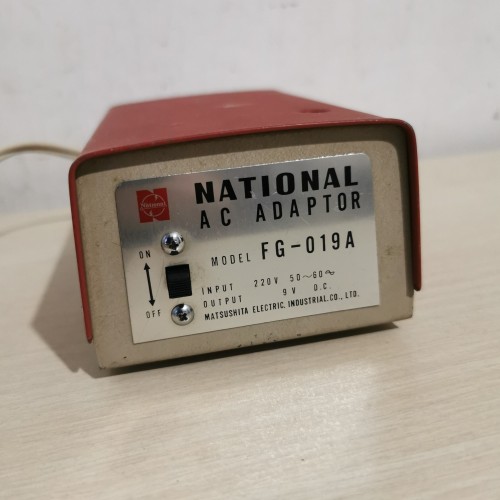 National
NATIONAL
AC ADAPTOR
MODEL FG-019A
ON
INPUT 220V 50~60∿
OUTPUT 9V D.C.
OFF
MATSUSHITA ELECTRIC, INDUSTRIAL.CO., LTD.